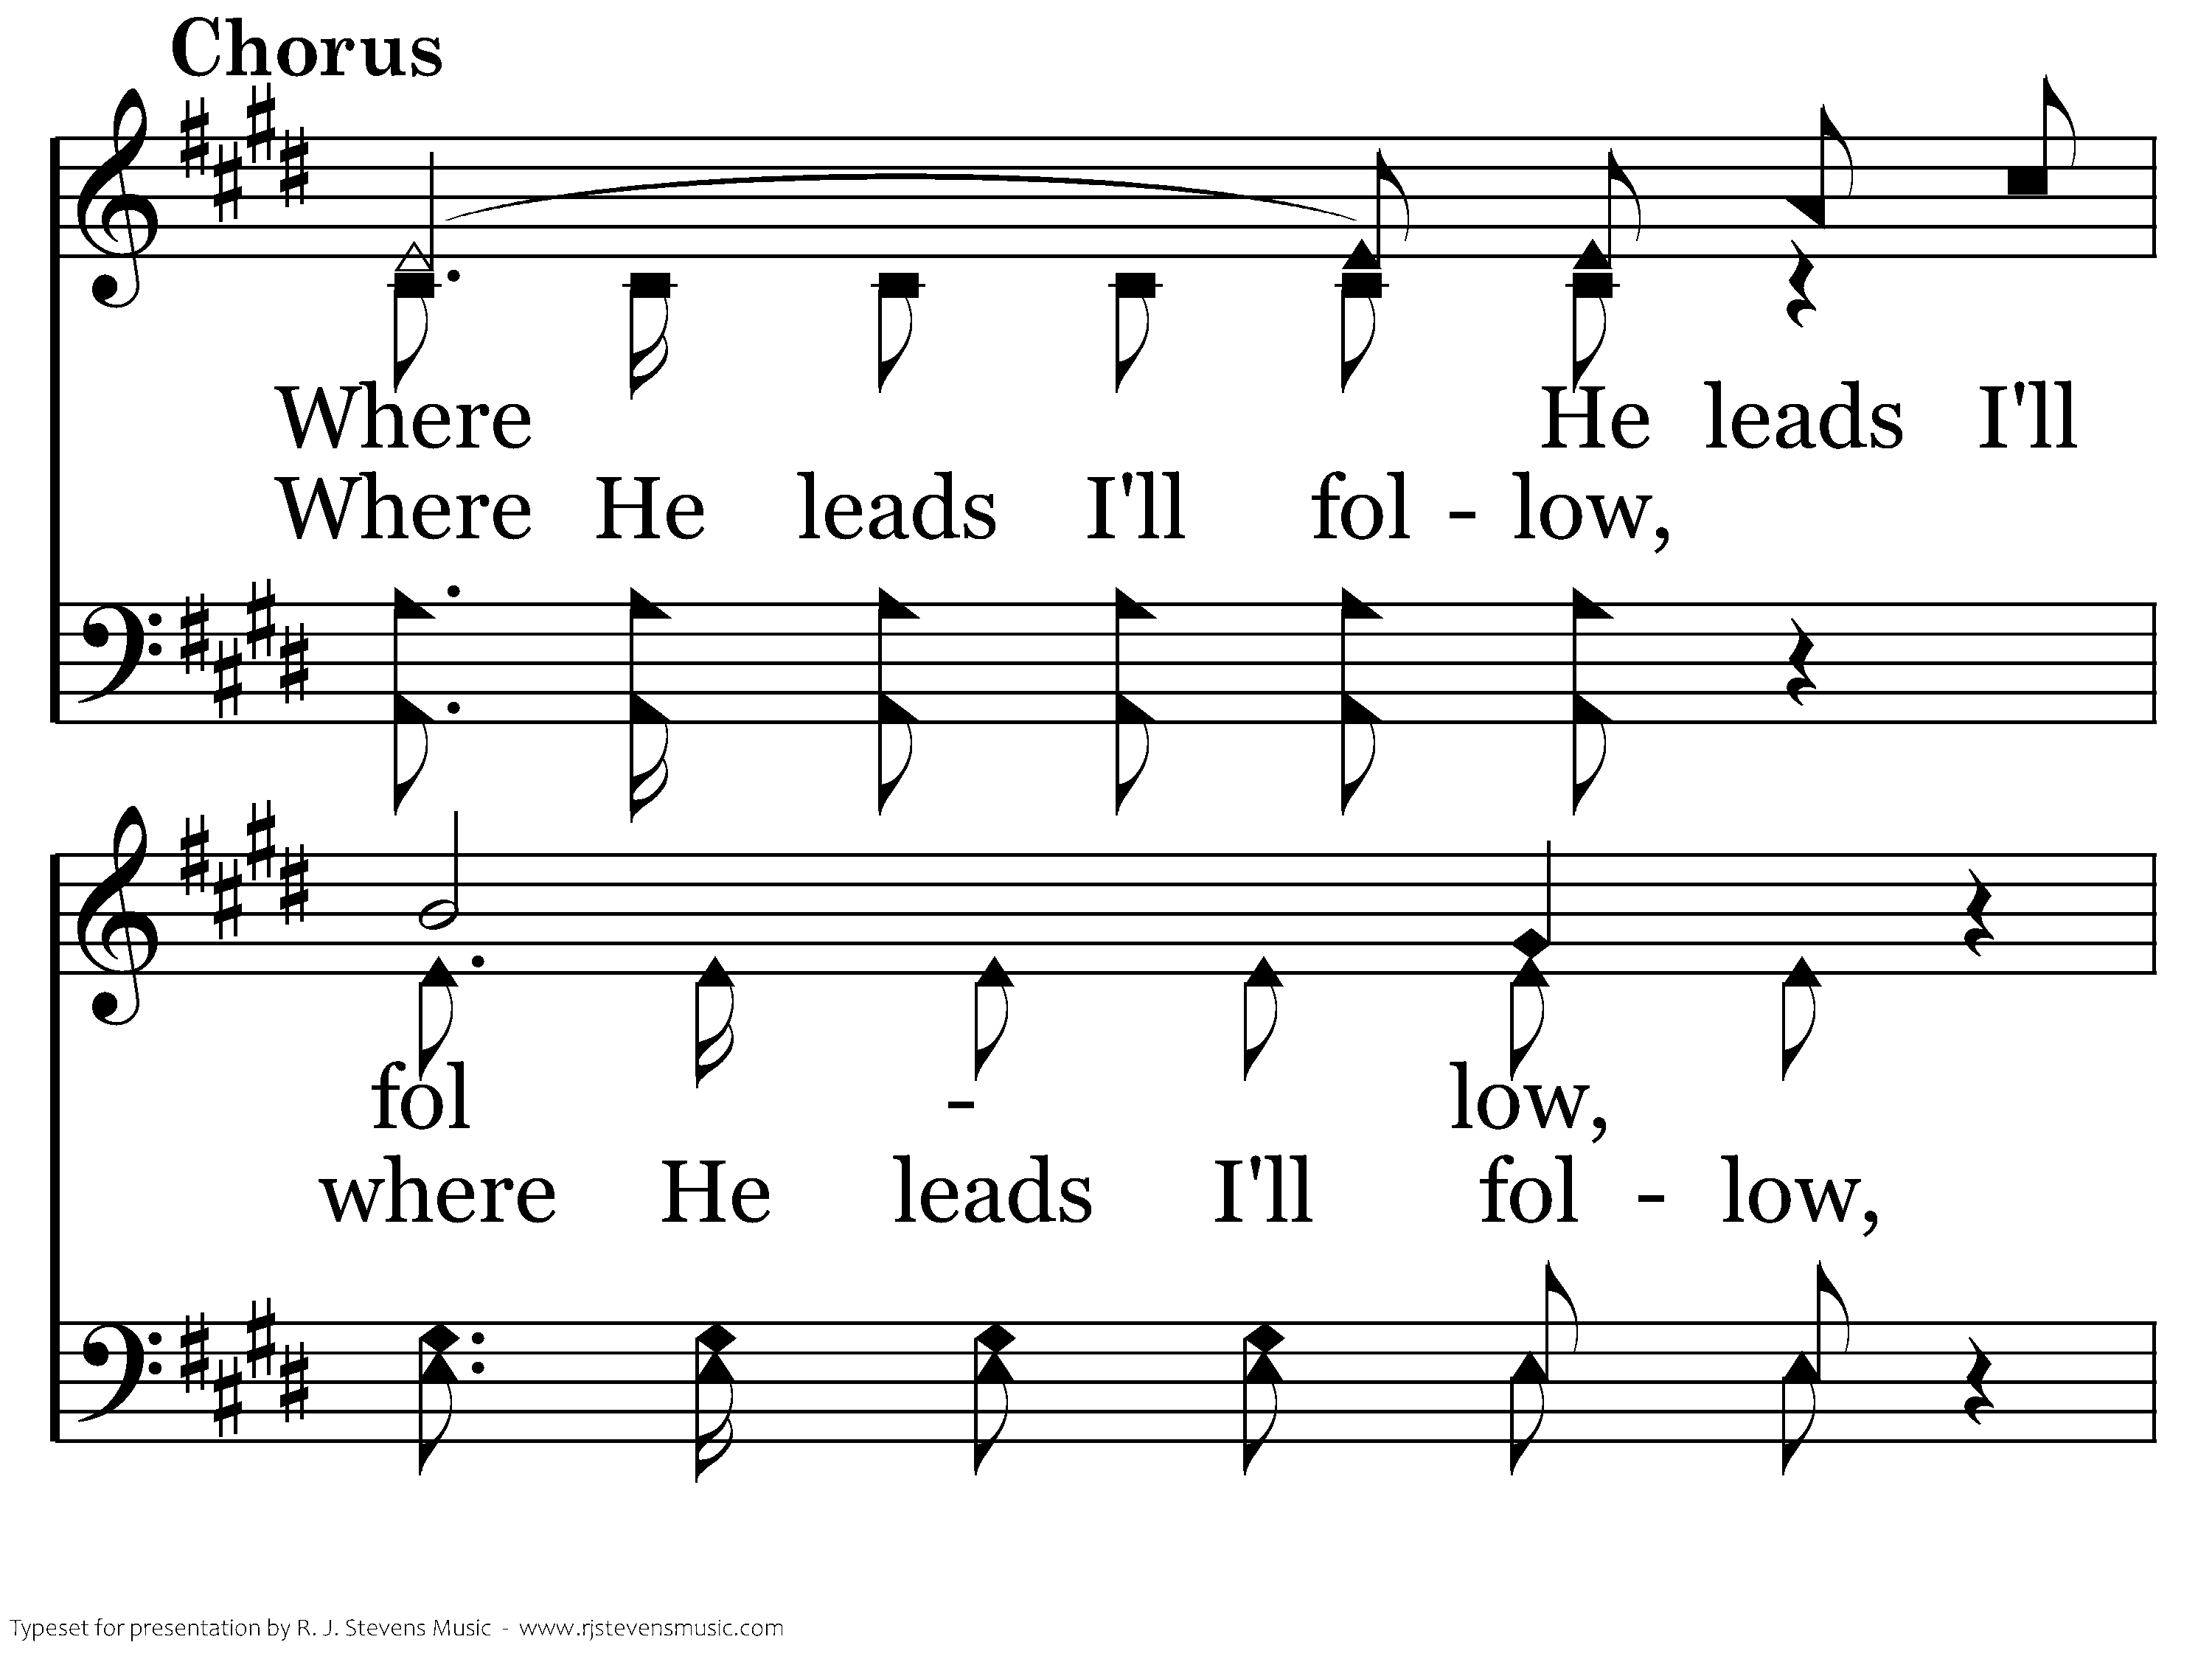 Chorus
Where He leads I'll
Where He leads I'll fol - low,
fol - low,
where He leads I'll fol - low,
Typeset for presentation by R. J. Stevens Music - www.rjstevensmusic.com